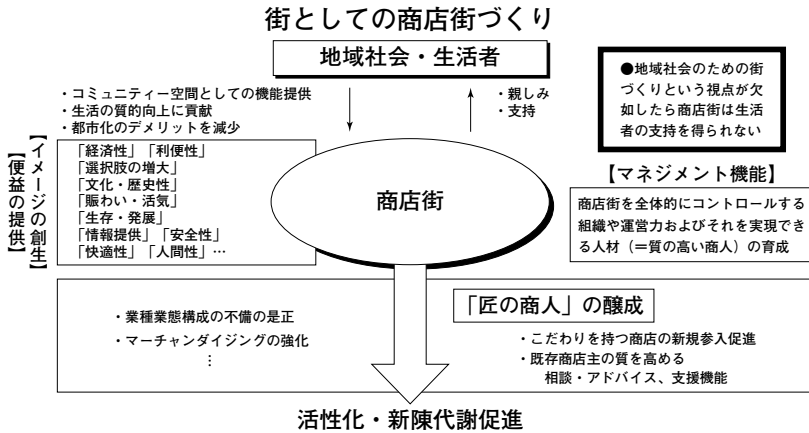 街としての商店街づくり
地域社会・生活者
・コミュニティー空間としての機能提供
・生活の質的向上に貢献
・都市化のデメリットを減少
・親しみ
・支持
●地域社会のための街
づくりという視点が欠
如したら商店街は生活
者の支持を得られない
【イメージの創生】
【便益の提供】
「経済性」「利便性」
「選択肢の増大」
「文化・歴史性」
「賑わい・活気」
「生存・発展」
「情報提供」「安全性」
「快適性」「人間性」…
商店街
【マネジメント機能】
商店街を全体的にコントロールする
組織や運営力およびそれを実現でき
る人材（＝質の高い商人）の育成
・業種業態構成の不備の是正
・マーチャンダイジングの強化
…
「匠の商人」の醸成
・こだわりを持つ商店の新規参入促進
・既存商店主の質を高める
相談・アドバイス、支援機能
活性化・新陳代謝促進